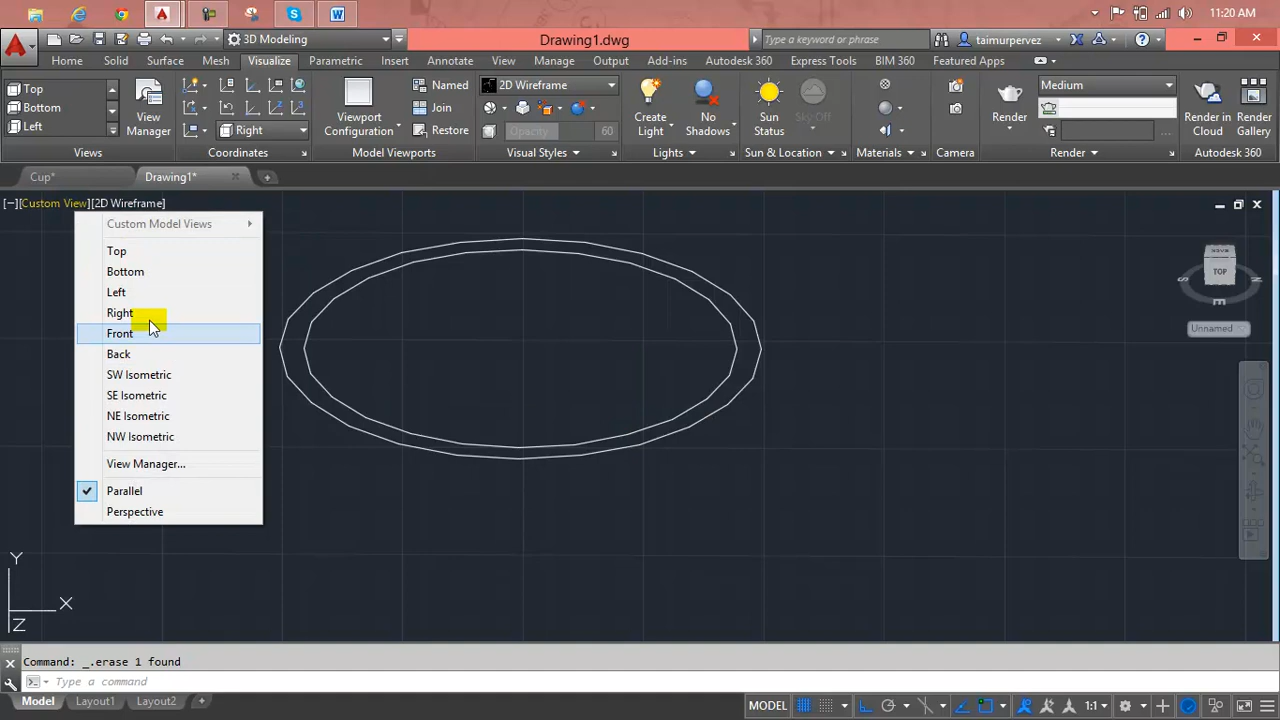 11:20 AM
3D Modeling
Drawing1.dwg
Type a keyword or phrase
taimurpervez
Home Solid Surface Mesh Visualize Parametric Insert Annotate View Manage Output Add-ins Autodesk 360 Express Tools BIM 360 Featured Apps
Top
Bottom
Left
View Manager
Right
Viewport Configuration
Named
Join
Restore
2D Wireframe
Opacity 60
Create Light
No Shadows
Sun Status
Sky Off
Render
Medium
Render in Cloud
Render Gallery
Views Coordinates Model Viewports Visual Styles Lights Sun & Location Materials Camera Render Autodesk 360
Cup* Drawing1*
[−][Custom View][2D Wireframe]
Custom Model Views
Top
Bottom
Left
Right
Front
Back
SW Isometric
SE Isometric
NE Isometric
NW Isometric
View Manager...
Parallel
Perspective
TOP
S N
E
Unnamed
Y
X
Z
Command: _.erase 1 found
Type a command
Model Layout1 Layout2
MODEL
1:1